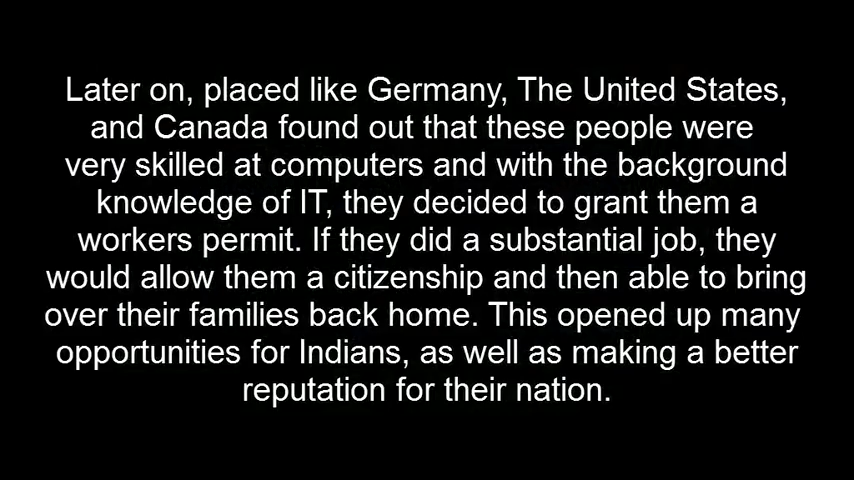 Later on, placed like Germany, The United States,
and Canada found out that these people were
very skilled at computers and with the background
knowledge of IT, they decided to grant them a
workers permit. If they did a substantial job, they
would allow them a citizenship and then able to bring
over their families back home. This opened up many
opportunities for Indians, as well as making a better
reputation for their nation.